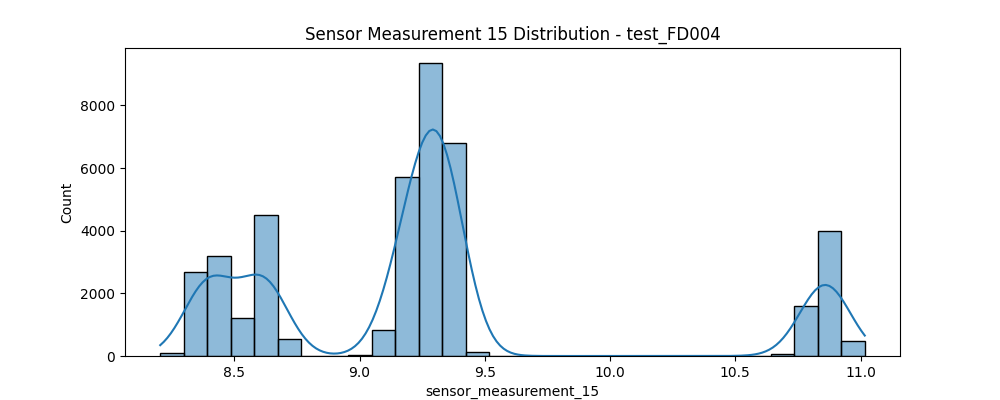 Sensor Measurement 15 Distribution - test_FD004
8000
6000
4000
2000
0
Count
8.5 9.0 9.5 10.0 10.5 11.0
sensor_measurement_15